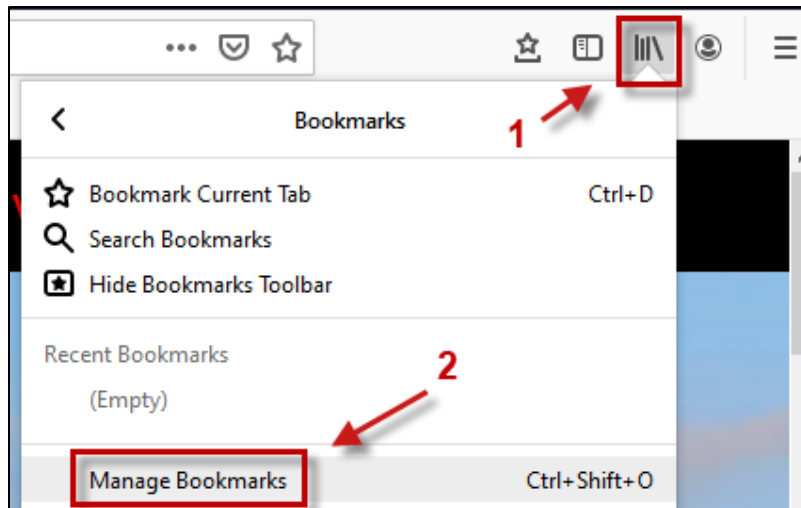 1
Bookmarks
Bookmark Current Tab Ctrl+D
Search Bookmarks
Hide Bookmarks Toolbar
Recent Bookmarks
2
(Empty)
Manage Bookmarks Ctrl+Shift+O